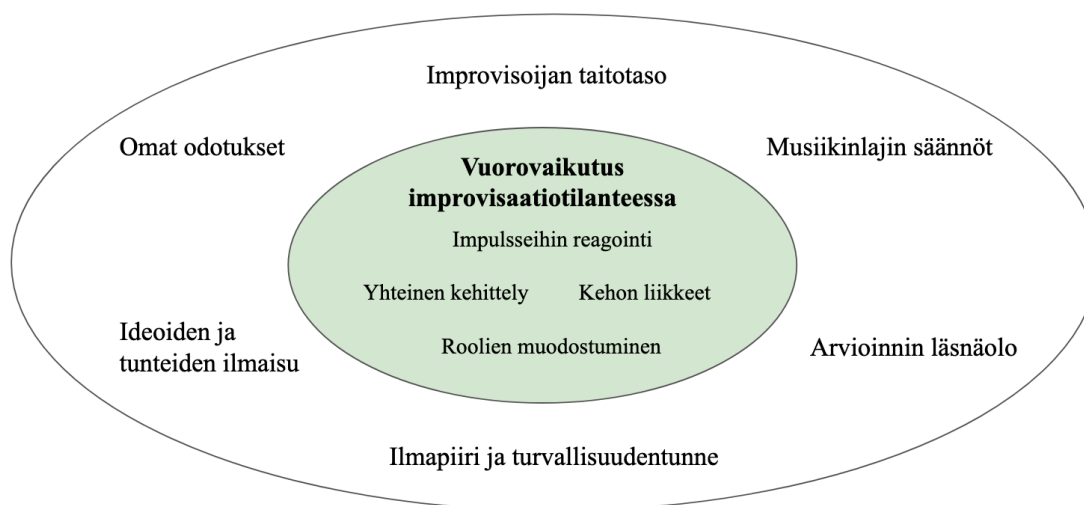 Improvisoijan taitotaso
Omat odotukset
Musiikinlajin säännöt
Vuorovaikutus
improvisaatiotilanteessa
Impulsseihin reagointi
Yhteinen kehittely
Kehon liikkeet
Roolien muodostuminen
Ideoiden ja
tunteiden ilmaisu
Arvioinnin läsnäolo
Ilmapiiri ja turvallisuudentunne